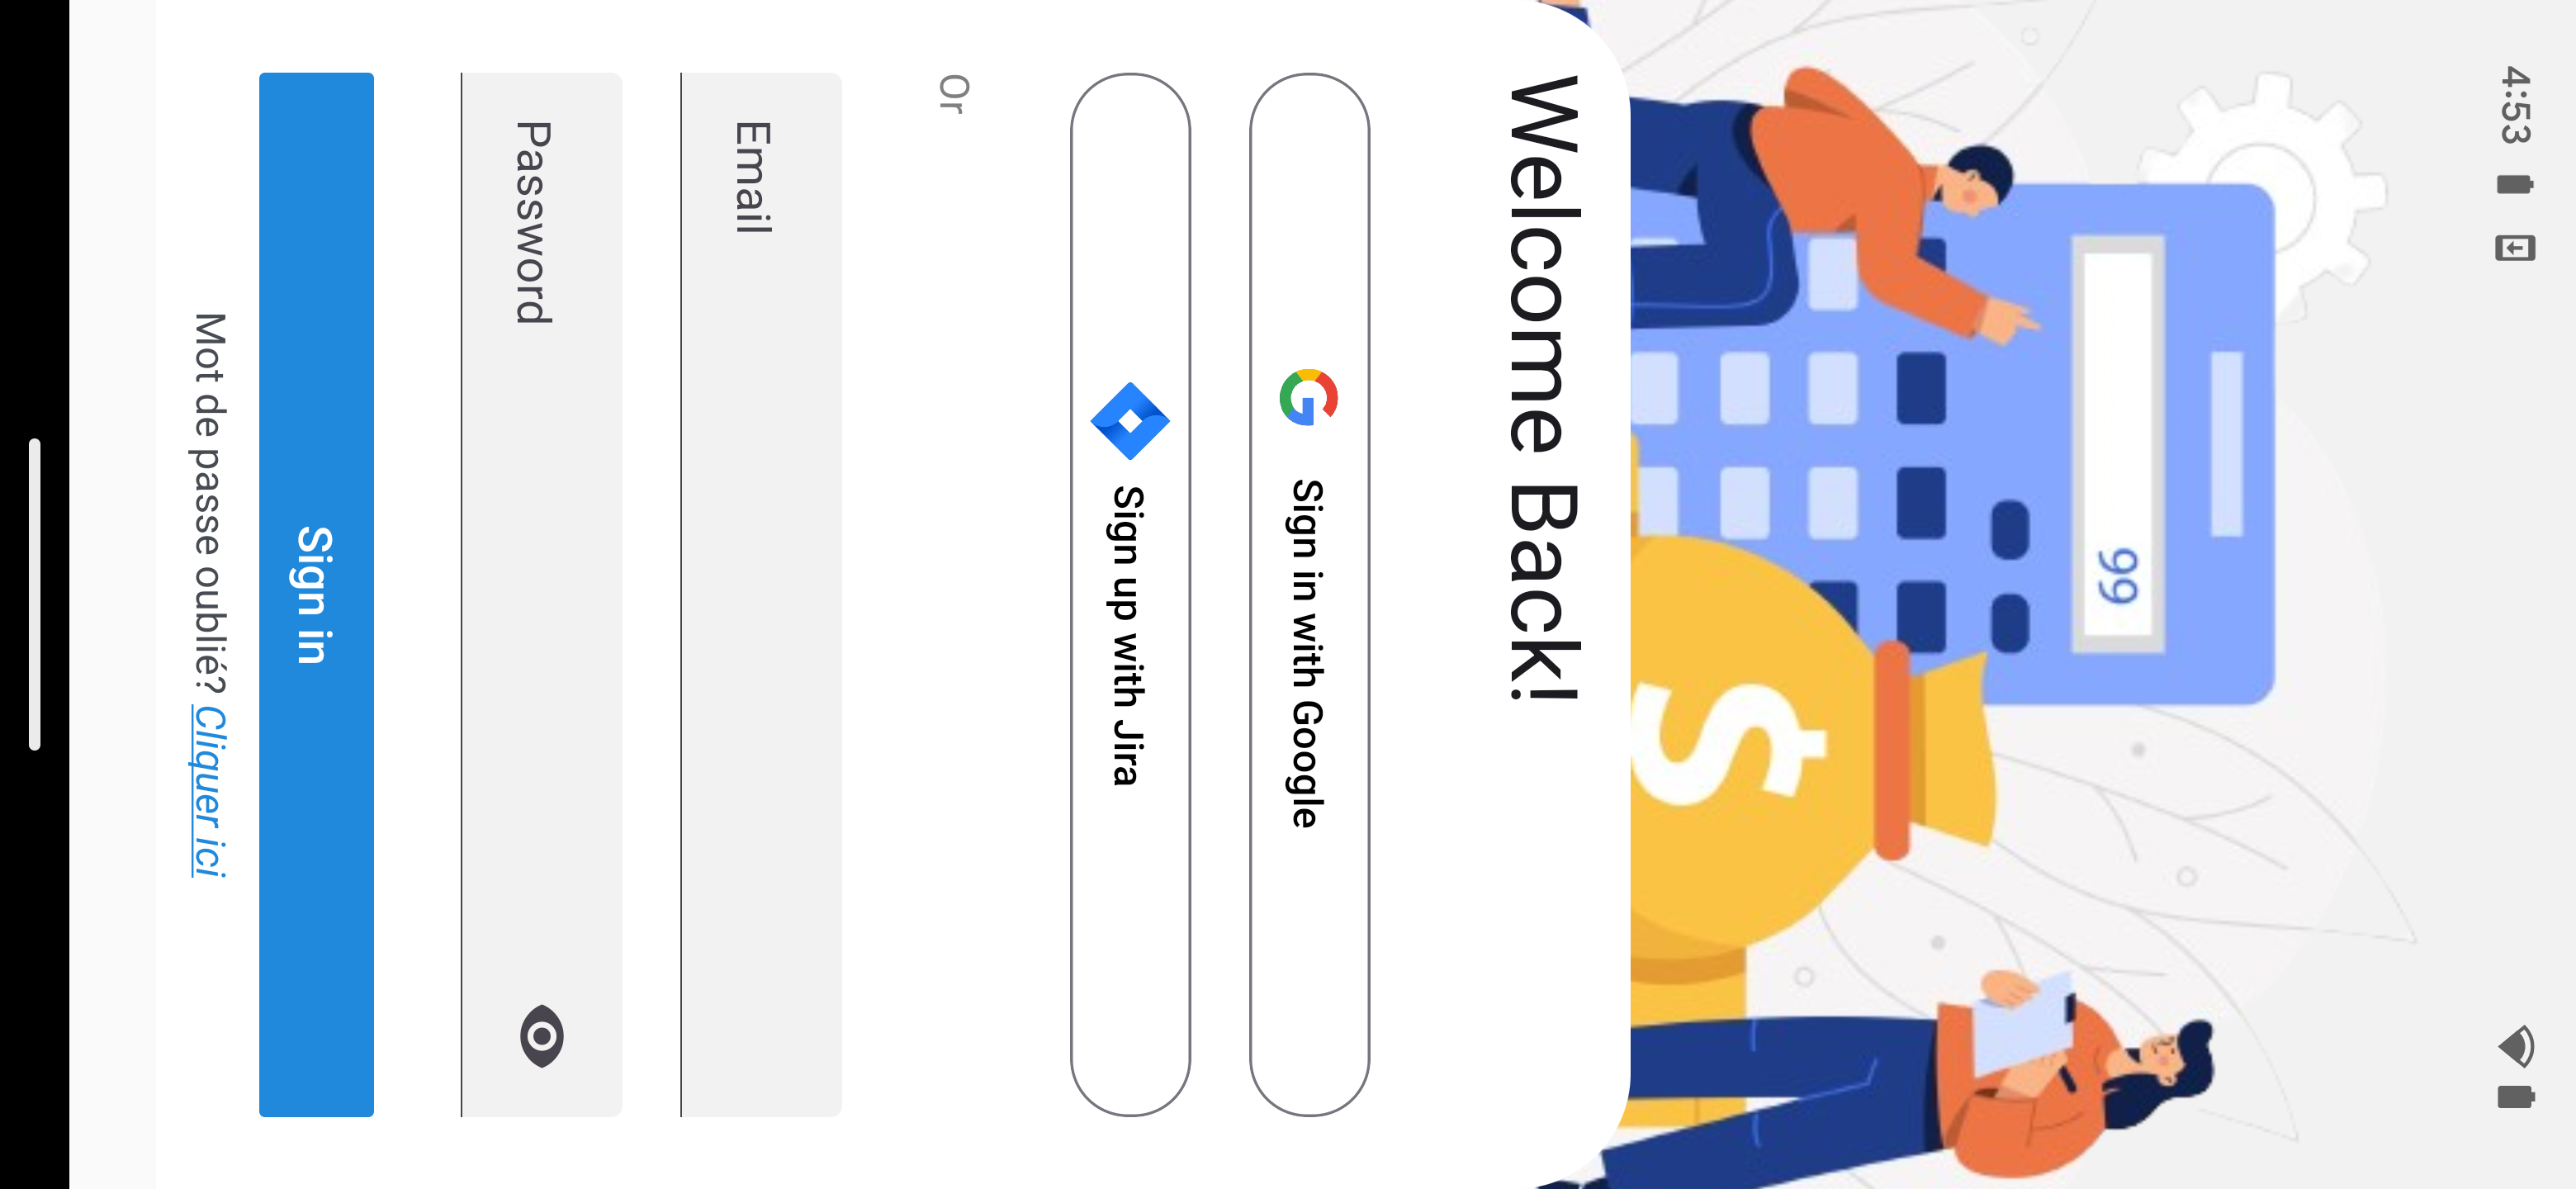 4:53
99
$
Welcome Back!
Sign in with Google
Sign up with Jira
Or
Email
Password
Sign in
Mot de passe oublié? Cliquer ici